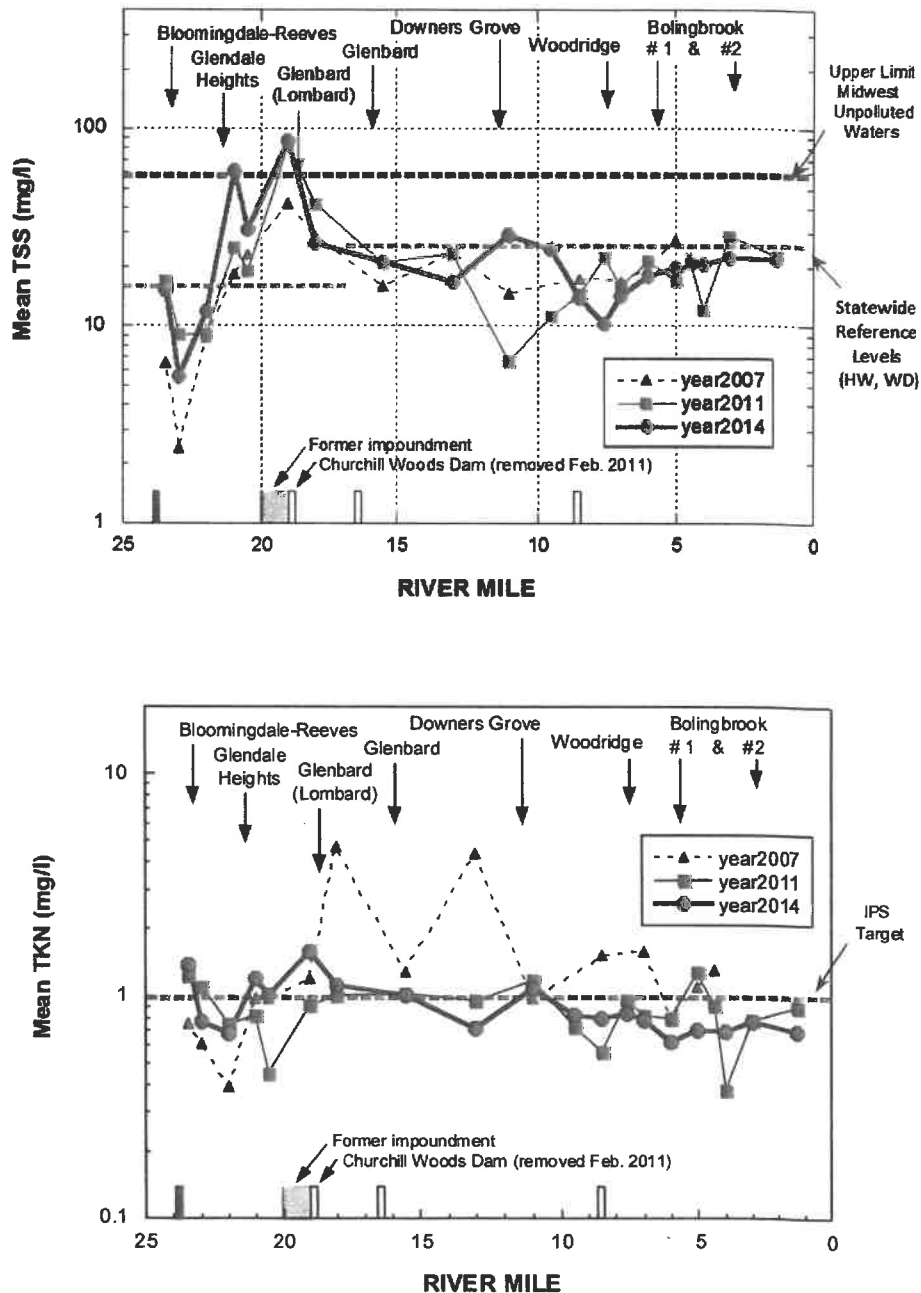 Bloomingdale-Reeves
Glendale
Heights
Glenbard
(Lombard)
Glenbard
Downers Grove
Woodridge
Bolingbrook
# 1 & #2
Upper Limit
Midwest
Unpolluted
Waters
Statewide
Reference
Levels
(HW, WD)
Mean TSS (mg/l)
100
10
1
year2007
year2011
year2014
Former impoundment
Churchill Woods Dam (removed Feb. 2011)
25 20 15 10 5 0
RIVER MILE
Bloomingdale-Reeves
Glendale
Heights
Glenbard
(Lombard)
Glenbard
Downers Grove
Woodridge
Bolingbrook
# 1 & #2
IPS
Target
Mean TKN (mg/l)
10
1
0.1
year2007
year2011
year2014
Former impoundment
Churchill Woods Dam (removed Feb. 2011)
25 20 15 10 5 0
RIVER MILE